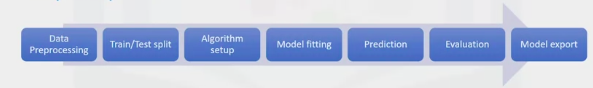 Data
Preprocessing
Train/Test split
Algorithm
setup
Model fitting
Prediction
Evaluation
Model export